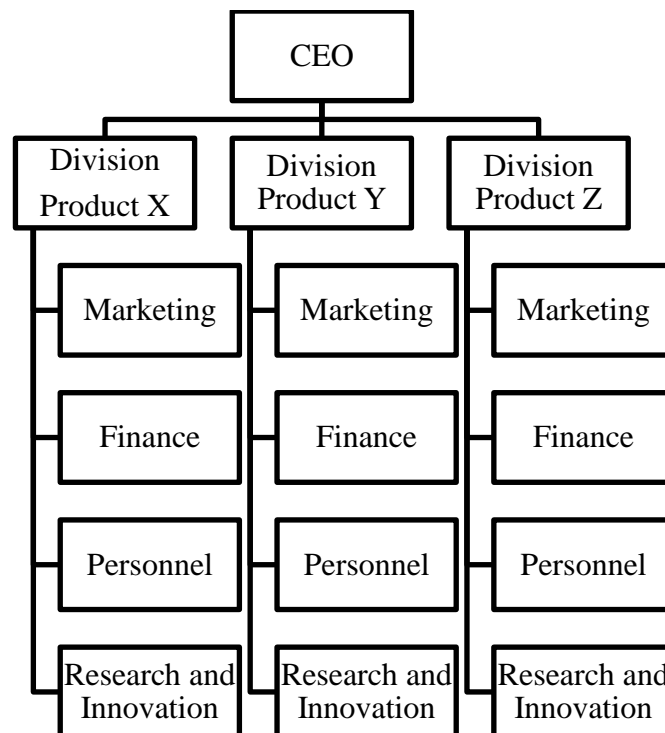 CEO
Division
Product X
Division
Product Y
Division
Product Z
Marketing
Marketing
Marketing
Finance
Finance
Finance
Personnel
Personnel
Personnel
Research and
Innovation
Research and
Innovation
Research and
Innovation